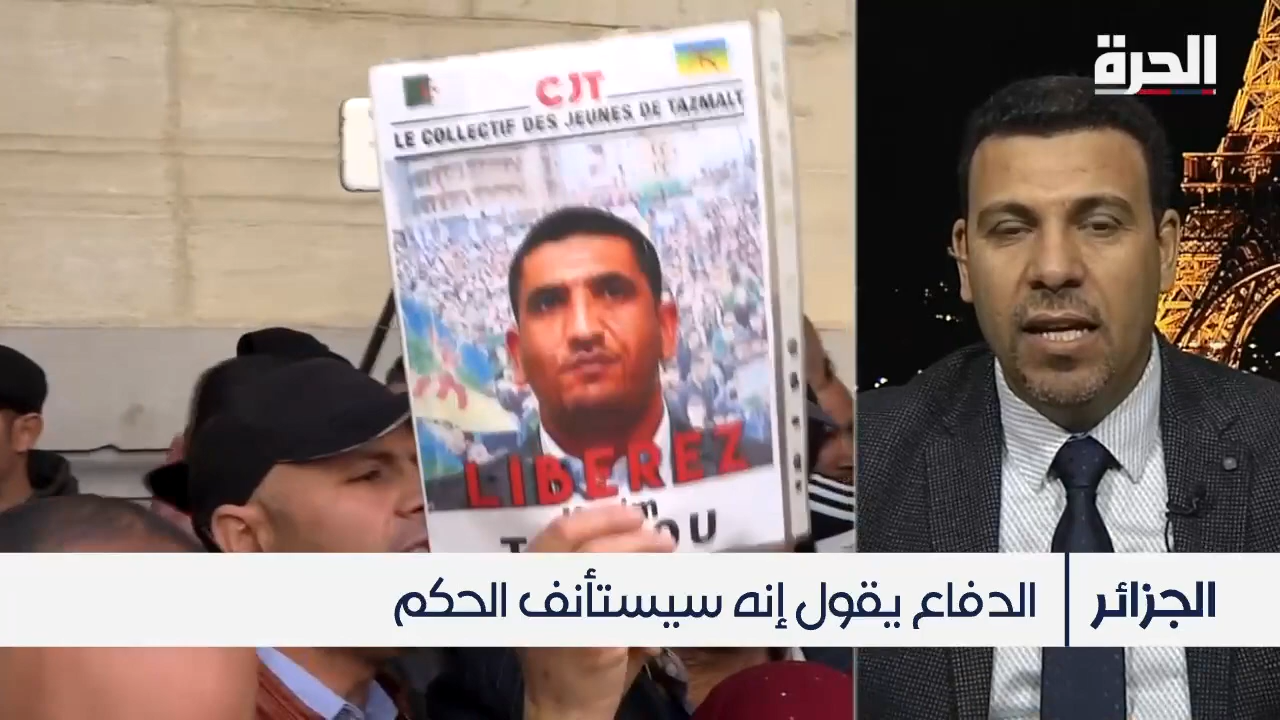 الحرة
CJT
LE COLLECTIF DES JEUNES DE TAZMALT
LIBEREZ
الجزائر
الدفاع يقول إنه سيستأنف الحكم